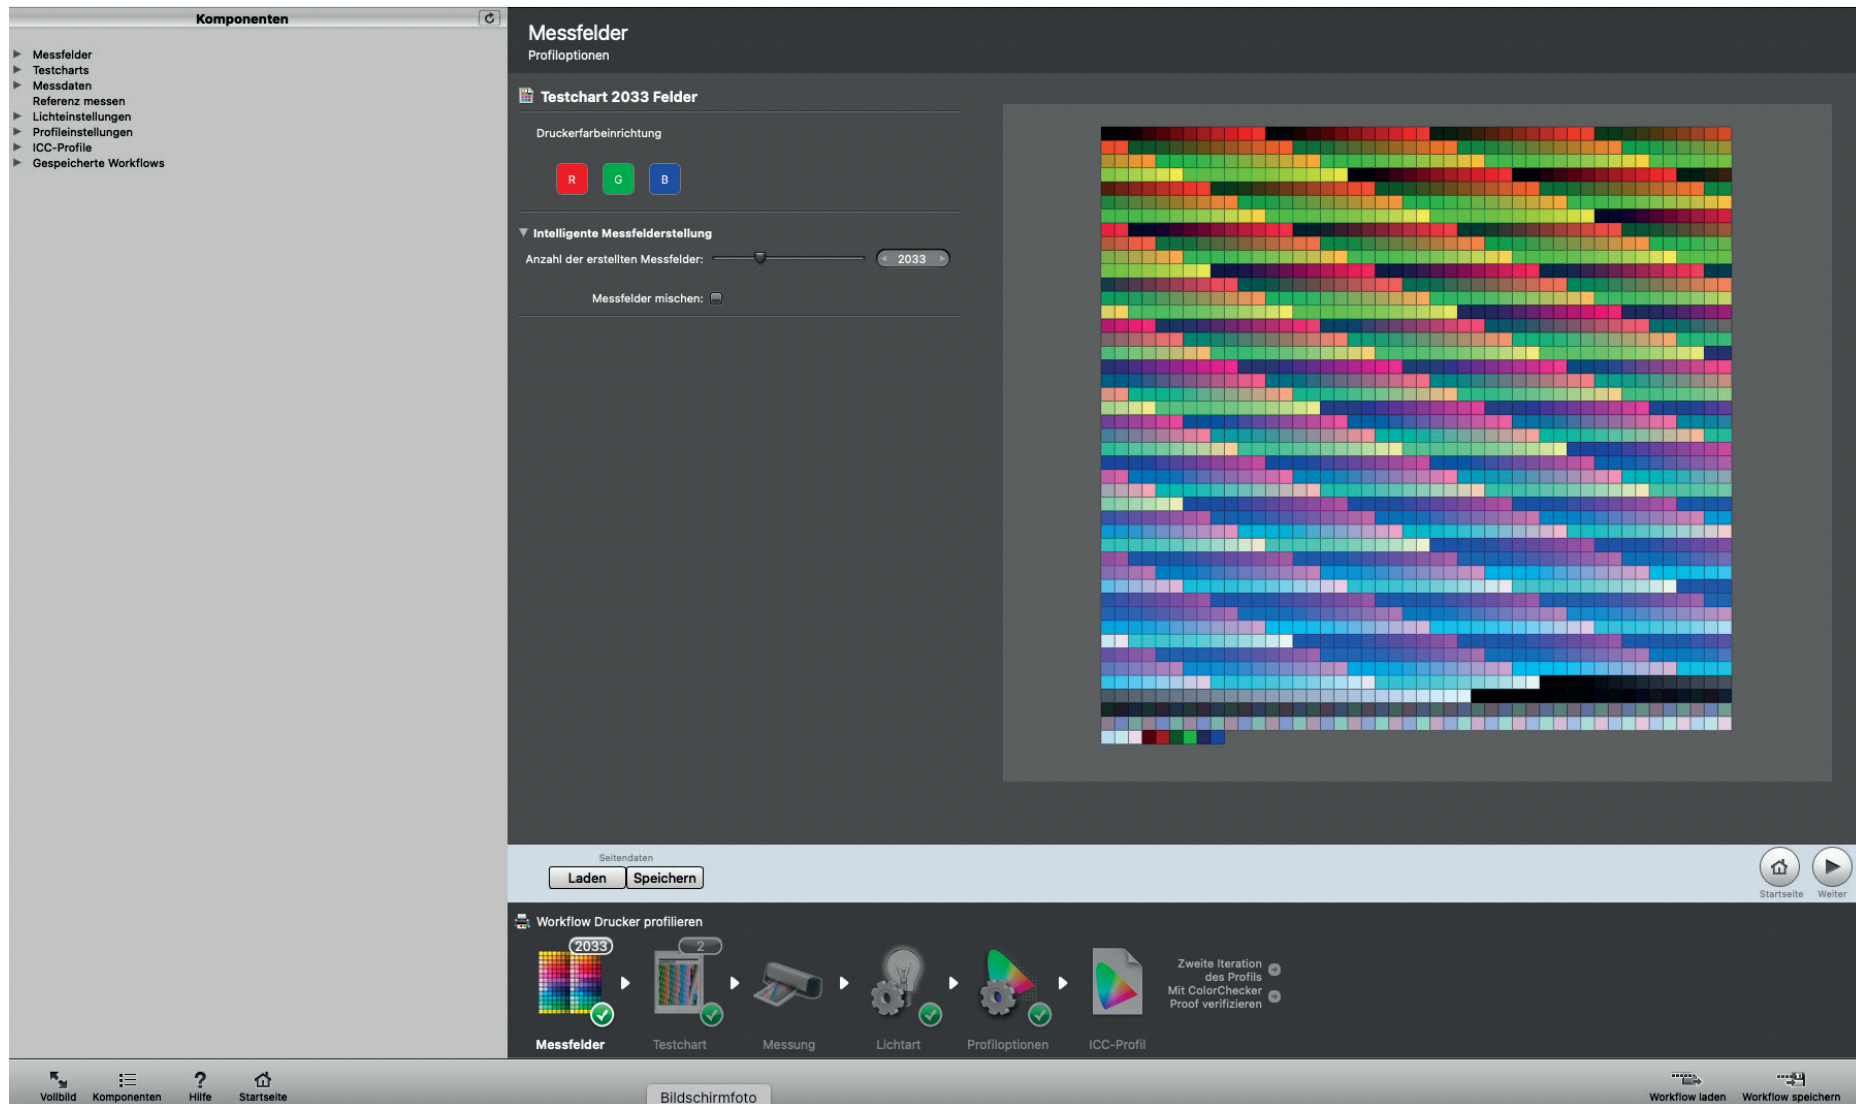 Komponenten
Messfelder
Testcharts
Messdaten
Referenz messen
Lichteinstellungen
Profileinstellungen
ICC-Profile
Gespeicherte Workflows
Messfelder
Profiloptionen
Testchart 2033 Felder
Druckerfarbeinrichtung
R G B
Intelligente Messfelderstellung
Anzahl der erstellten Messfelder: 2033
Messfelder mischen:
Seitendaten
Laden Speichern
Startseite Weiter
Workflow Drucker profilieren
2033 2
Messfelder Testchart Messung Lichtart Profiloptionen ICC-Profil
Zweite Iteration
des Profils
Mit ColorChecker
Proof verifizieren
Vollbild Komponenten Hilfe Startseite
Bildschirmfoto
Workflow laden Workflow speichern